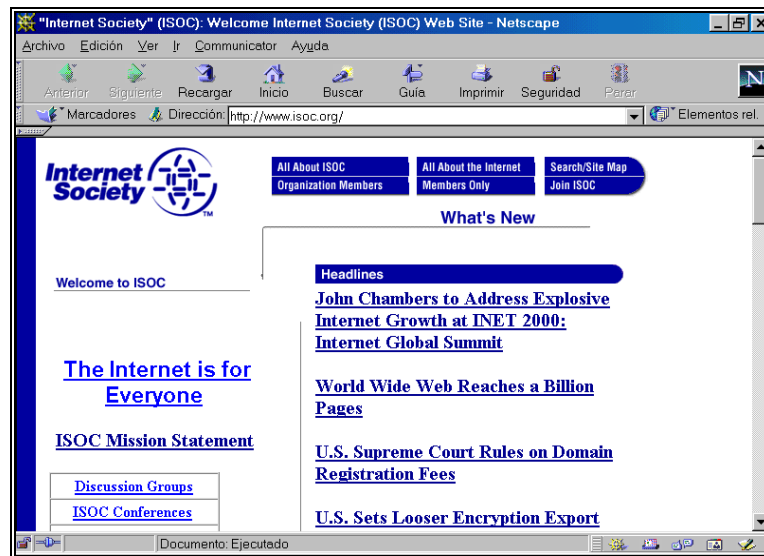 "Internet Society" (ISOC): Welcome Internet Society (ISOC) Web Site - Netscape
Archivo Edición Ver Ir Communicator Ayuda
Anterior Siguiente Recargar Inicio Buscar Guía Imprimir Seguridad Parar
N
Marcadores Dirección: http://www.isoc.org/ Elementos rel.
Internet
Society
TM
All About ISOC All About the Internet Search/Site Map
Organization Members Members Only Join ISOC
What's New
Welcome to ISOC
Headlines
John Chambers to Address Explosive
Internet Growth at INET 2000:
Internet Global Summit
The Internet is for
Everyone
World Wide Web Reaches a Billion
Pages
ISOC Mission Statement
U.S. Supreme Court Rules on Domain
Registration Fees
Discussion Groups
ISOC Conferences
U.S. Sets Looser Encryption Export
Documento: Ejecutado